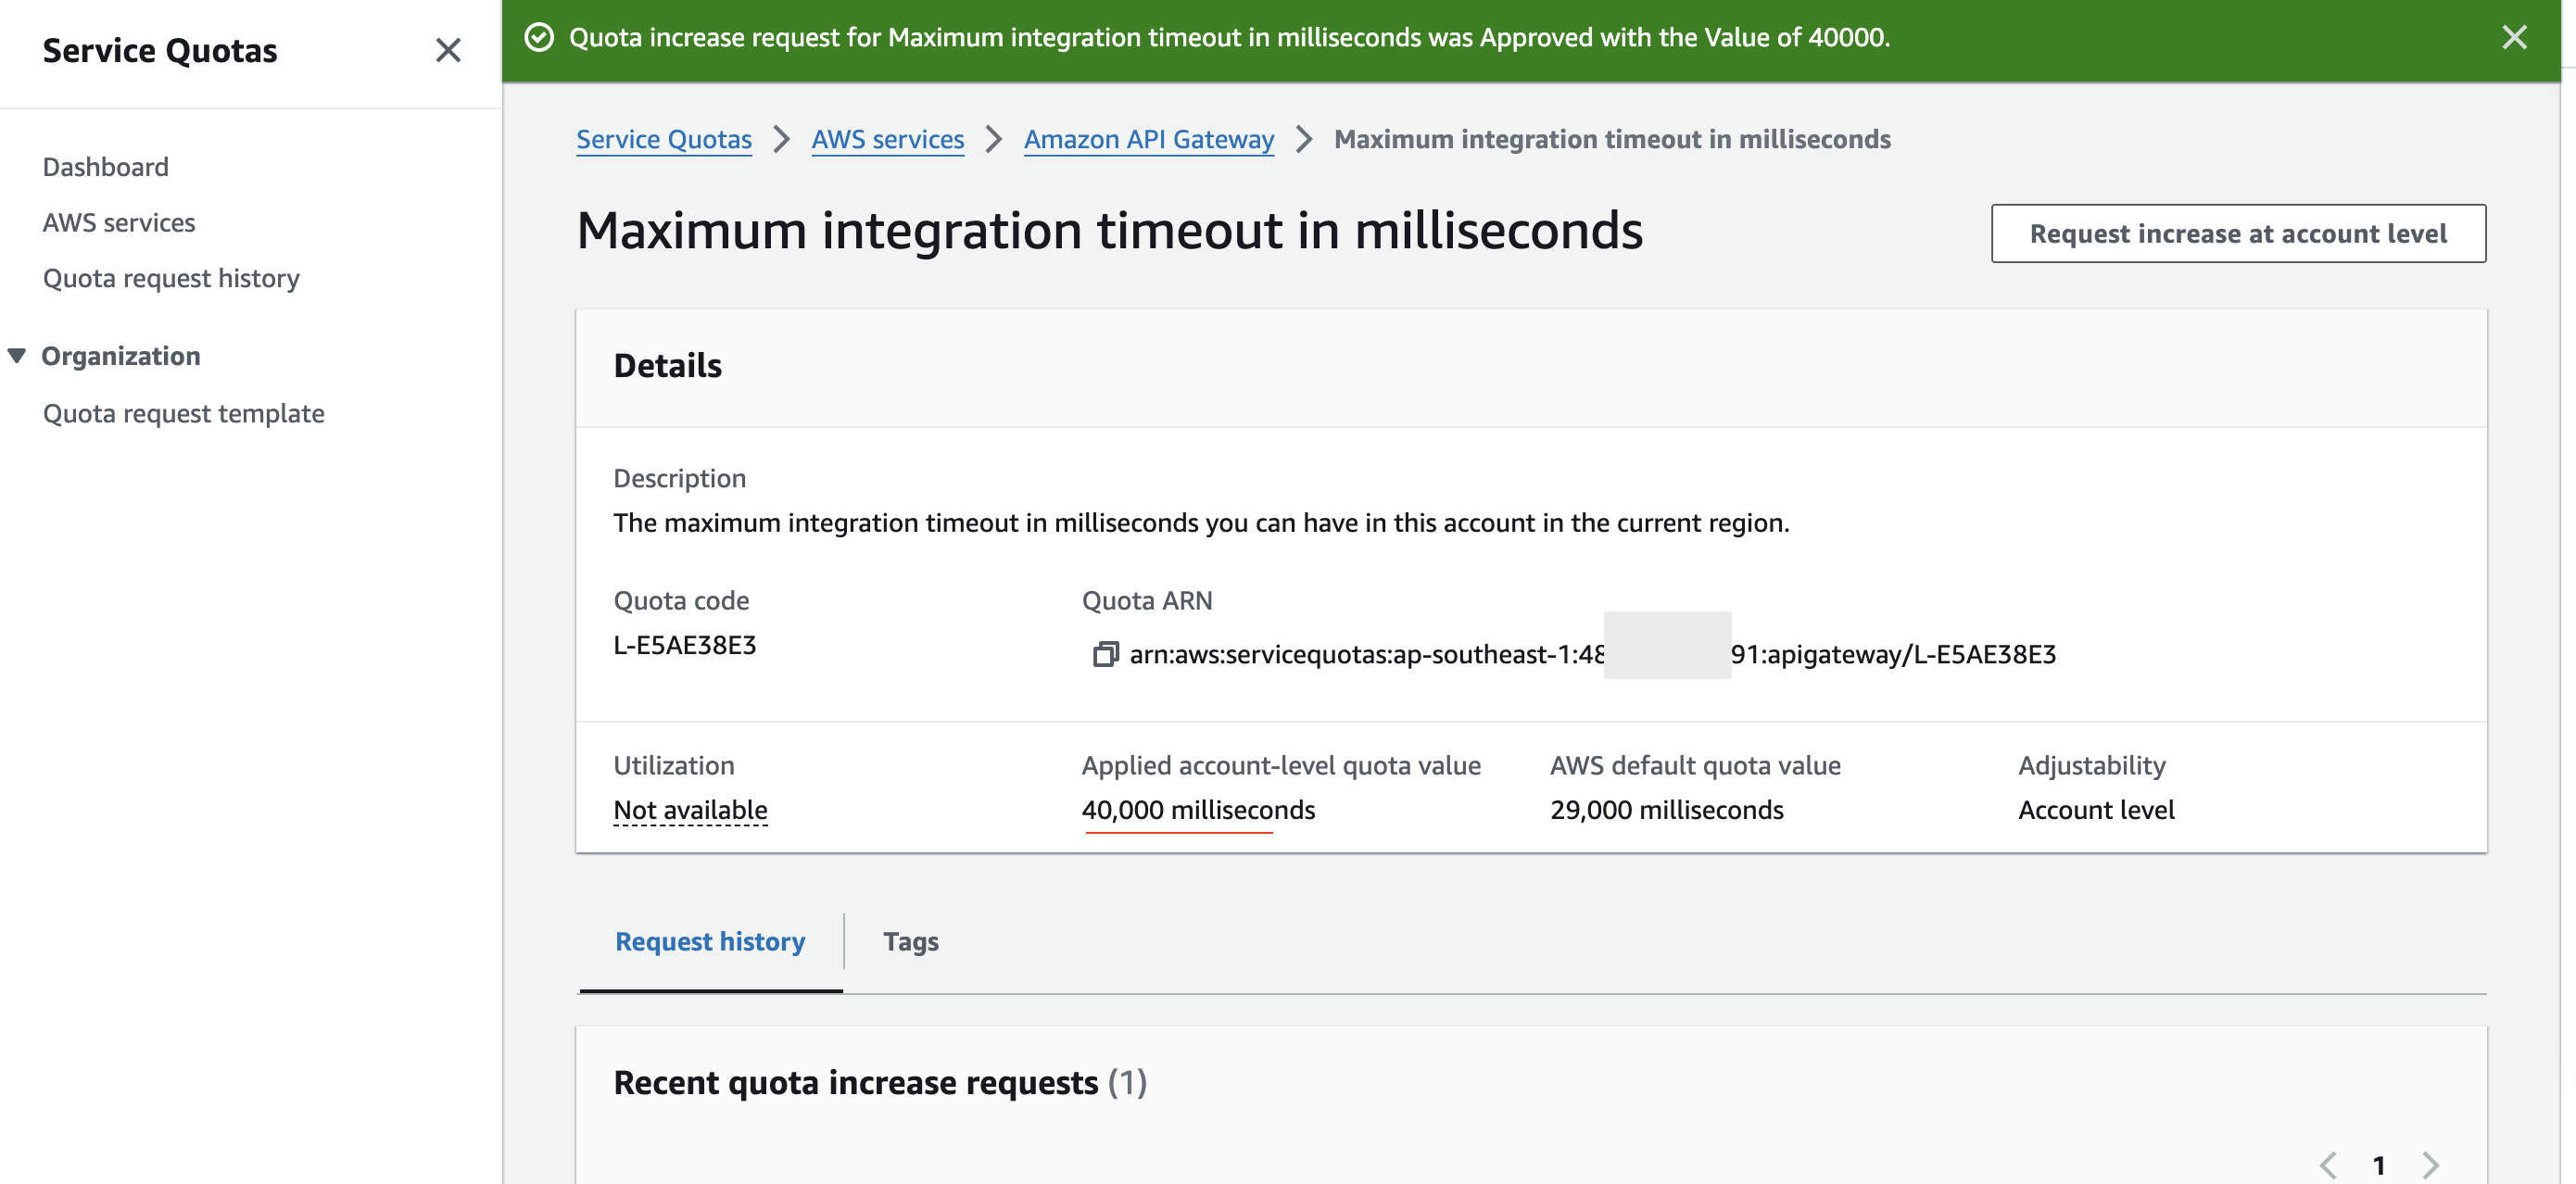 Service Quotas
Dashboard
AWS services
Quota request history
Organization
Quota request template
Quota increase request for Maximum integration timeout in milliseconds was Approved with the Value of 40000.
Service Quotas > AWS services > Amazon API Gateway > Maximum integration timeout in milliseconds
Maximum integration timeout in milliseconds
Request increase at account level
Details
Description
The maximum integration timeout in milliseconds you can have in this account in the current region.
Quota code
L-E5AE38E3
Quota ARN
arn:aws:servicequotas:ap-southeast-1:48 91:apigateway/L-E5AE38E3
Utilization
Not available
Applied account-level quota value
40,000 milliseconds
AWS default quota value
29,000 milliseconds
Adjustability
Account level
Request history
Tags
Recent quota increase requests (1)
1